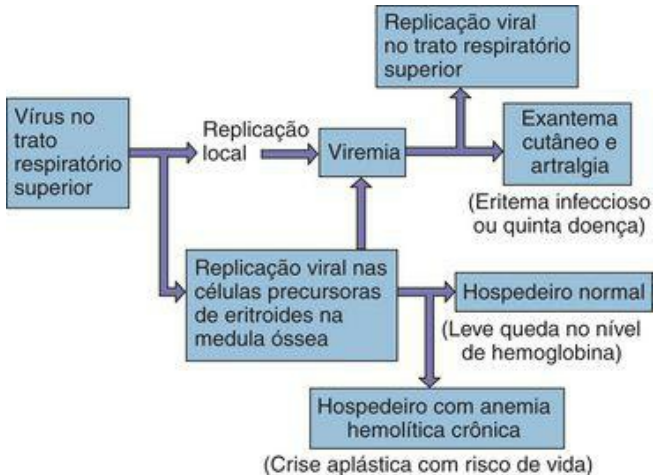 Replicação viral
no trato respiratório
superior
Vírus no
trato
respiratório
superior
Replicação
local
Viremia
Exantema
cutâneo e
artralgia
(Eritema infeccioso
ou quinta doença)
Replicação viral nas
células precursoras
de eritroides na
medula óssea
Hospedeiro normal
(Leve queda no nível
de hemoglobina)
Hospedeiro com anemia
hemolítica crônica
(Crise aplástica com risco de vida)